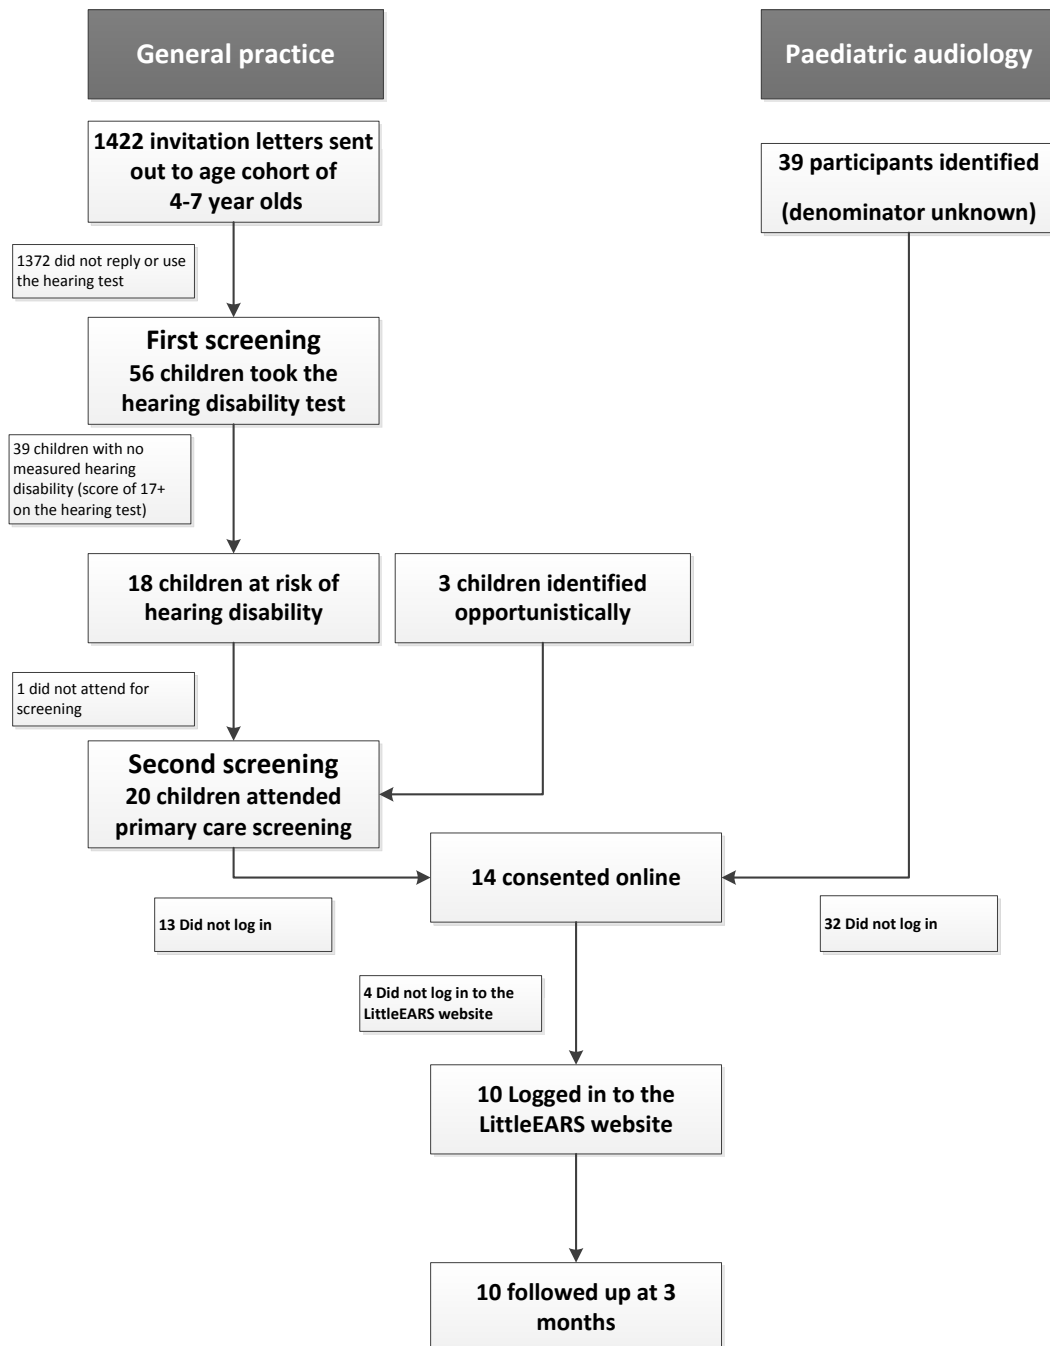 General practice
Paediatric audiology
1422 invitation letters sent
out to age cohort of
4-7 year olds
39 participants identified
(denominator unknown)
1372 did not reply or use
the hearing test
First screening
56 children took the
hearing disability test
39 children with no
measured hearing
disability (score of 17+
on the hearing test)
18 children at risk of
hearing disability
3 children identified
opportunistically
1 did not attend for
screening
Second screening
20 children attended
primary care screening
14 consented online
13 Did not log in
32 Did not log in
4 Did not log in to the
LittleEARS website
10 Logged in to the
LittleEARS website
10 followed up at 3
months